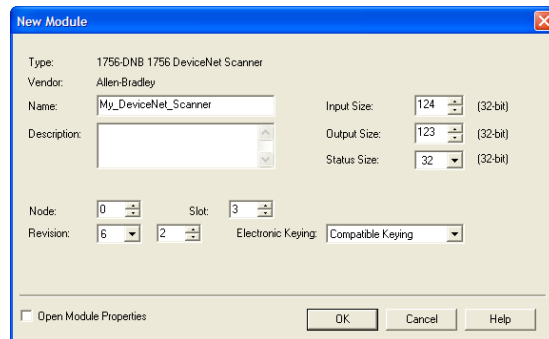 New Module
Type: 1756-DNB 1756 DeviceNet Scanner
Vendor: Allen-Bradley
Name: My_DeviceNet_Scanner Input Size: 124 (32-bit)
Description: Output Size: 123 (32-bit)
Status Size: 32 (32-bit)
Node: 0 Slot: 3
Revision: 6 2 Electronic Keying: Compatible Keying
Open Module Properties OK Cancel Help